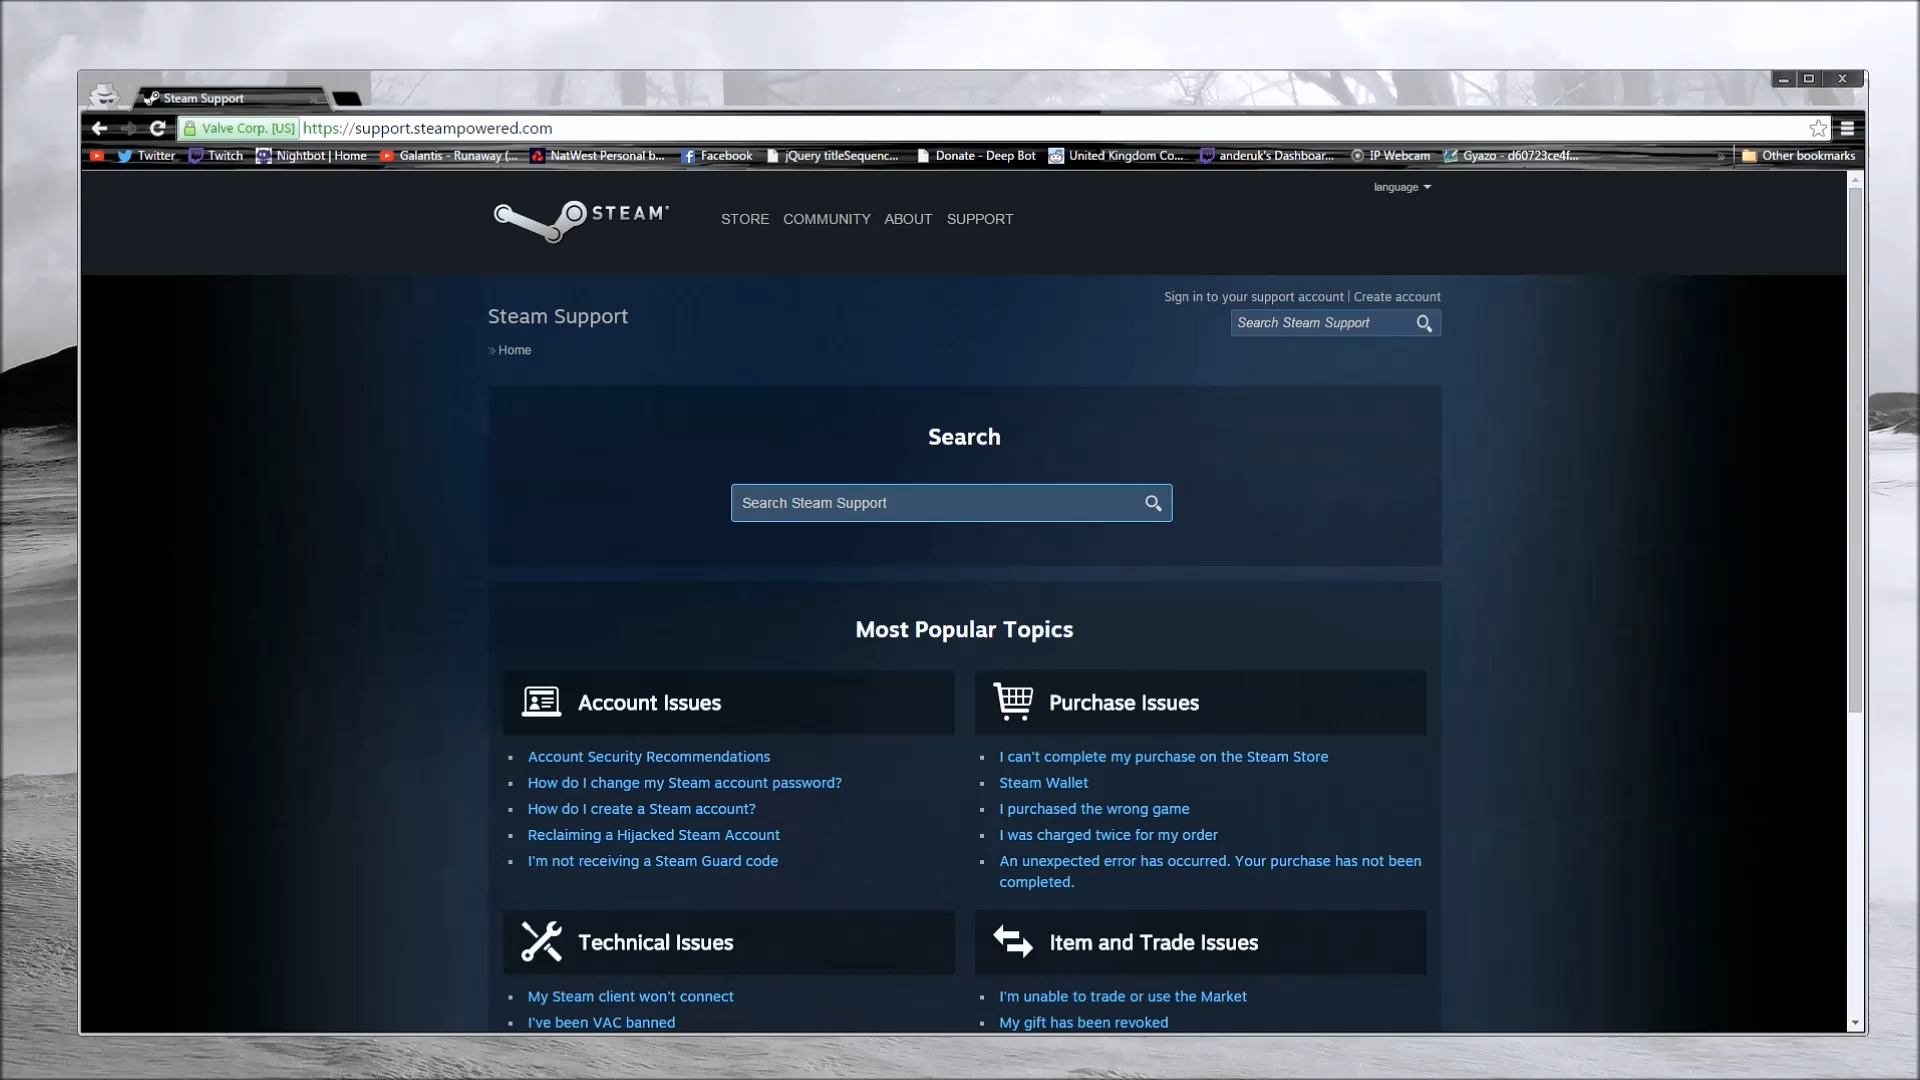 Steam Support
Valve Corp. [US] https://support.steampowered.com
Twitter Twitch Nightbot | Home Galantis - Runaway (... NatWest Personal b... Facebook jQuery titleSequenc... Donate - Deep Bot United Kingdom Co... anderuk's Dashboar... IP Webcam Gyazo - d60723ce4f... » Other bookmarks
language
STEAM
STORE COMMUNITY ABOUT SUPPORT
Sign in to your support account | Create account
Steam Support
Search Steam Support
» Home
Search
Search Steam Support
Most Popular Topics
Account Issues
Account Security Recommendations
How do I change my Steam account password?
How do I create a Steam account?
Reclaiming a Hijacked Steam Account
I'm not receiving a Steam Guard code
Purchase Issues
I can't complete my purchase on the Steam Store
Steam Wallet
I purchased the wrong game
I was charged twice for my order
An unexpected error has occurred. Your purchase has not been
completed.
Technical Issues
My Steam client won't connect
I've been VAC banned
Item and Trade Issues
I'm unable to trade or use the Market
My gift has been revoked